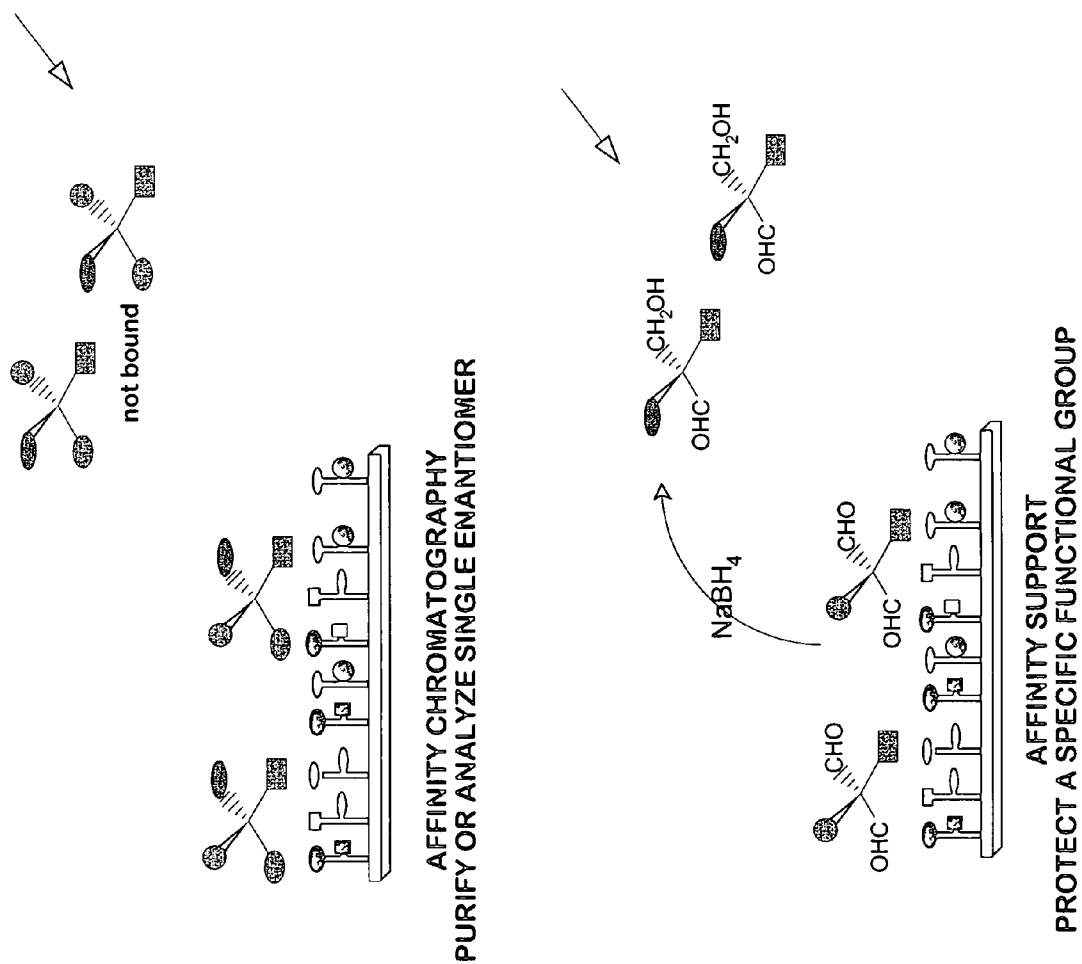 not bound
AFFINITY CHROMATOGRAPHY
PURIFY OR ANALYZE SINGLE ENANTIOMER
CH₂OH
OHC
CH₂OH
OHC
NaBH₄
CHO
OHC
CHO
OHC
AFFINITY SUPPORT
PROTECT A SPECIFIC FUNCTIONAL GROUP